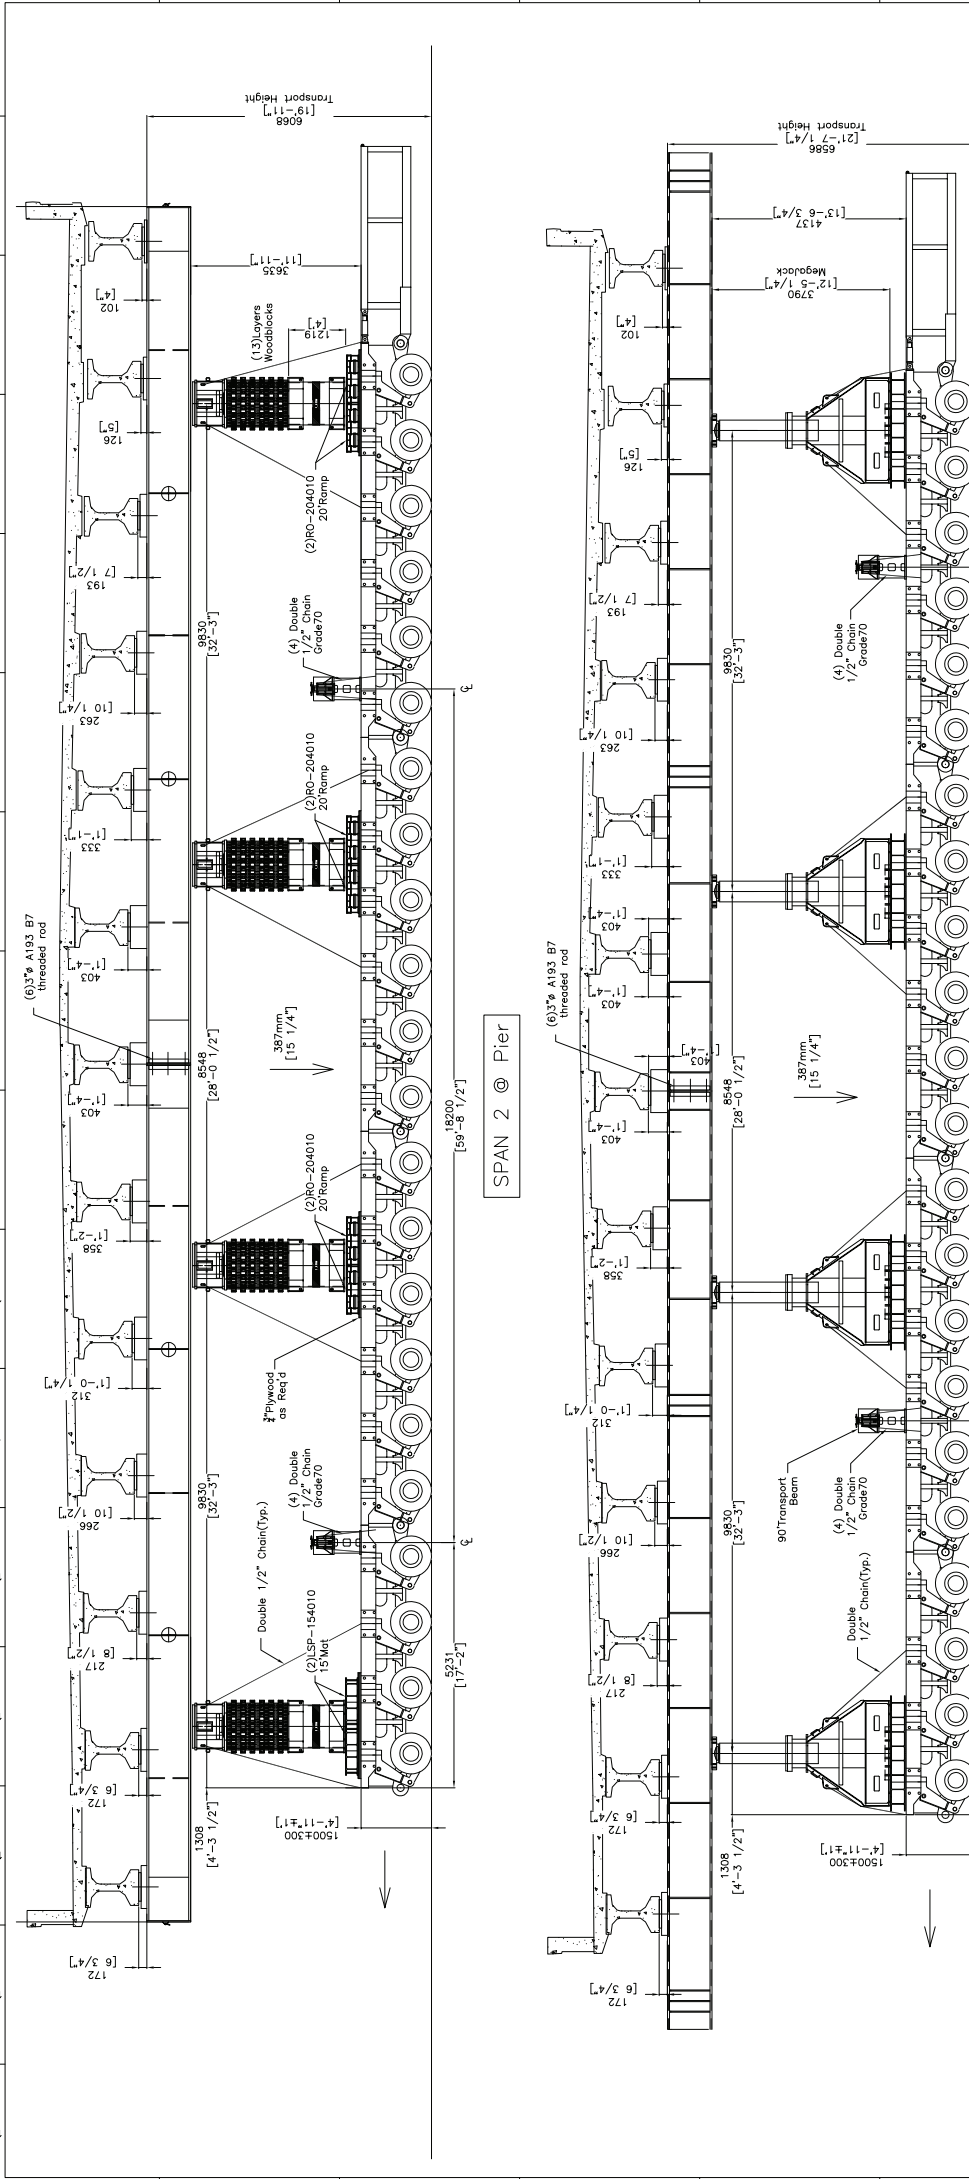 6068
[19'-11"]
Transport Height
3635
[11'-11"]
102
[4"]
126
[5"]
193
[7 1/2"]
263
[10 1/4"]
333
[1'-1"]
403
[1'-4"]
403
[1'-4"]
358
[1'-2"]
312
[1'-0 1/4"]
266
[10 1/2"]
217
[8 1/2"]
172
[6 3/4"]
172
[6 3/4"]
(13)Layers
Woodblocks
1219
[4"]
(2)RO-204010
20'Ramp
(4) Double
1/2" Chain
Grade70
9830
[32'-3"]
℄
(2)RO-204010
20'Ramp
(6)3"ø A193 B7
threaded rod
8548
[28'-0 1/2"]
387mm
[15 1/4"]
18200
[59'-8 1/2"]
(2)RO-204010
20'Ramp
3/4"Plywood
as Req'd
(4) Double
1/2" Chain
Grade70
9830
[32'-3"]
℄
Double 1/2" Chain(Typ.)
(2)LSP-154010
15'Mat
5231
[17'-2"]
1308
[4'-3 1/2"]
1500±300
[4'-11"±1']
SPAN 2 @ Pier
6586
[21'-7 1/4"]
Transport Height
4137
[13'-6 3/4"]
3790
[12'-5 1/4"]
MegaJack
102
[4"]
126
[5"]
193
[7 1/2"]
263
[10 1/4"]
333
[1'-1"]
403
[1'-4"]
403
[1'-4"]
403
[1'-4"]
358
[1'-2"]
312
[1'-0 1/4"]
266
[10 1/2"]
217
[8 1/2"]
172
[6 3/4"]
172
[6 3/4"]
(4) Double
1/2" Chain
Grade70
9830
[32'-3"]
(6)3"ø A193 B7
threaded rod
8548
[28'-0 1/2"]
387mm
[15 1/4"]
90'Transport
Beam
(4) Double
1/2" Chain
Grade70
9830
[32'-3"]
Double
1/2" Chain(Typ.)
1308
[4'-3 1/2"]
1500±300
[4'-11"±1']